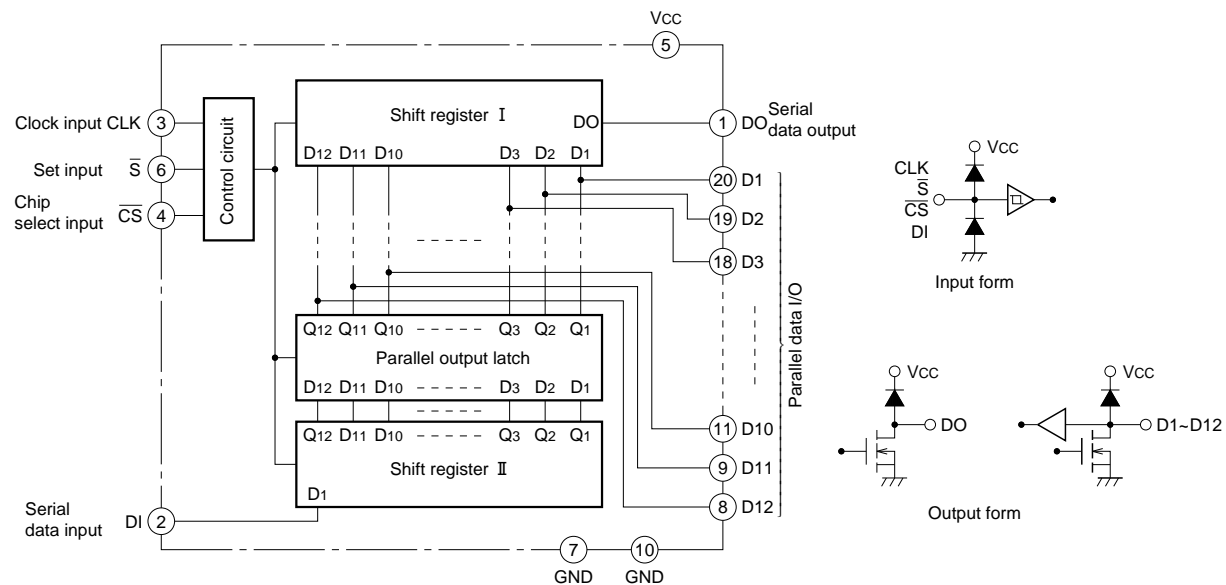 VCC
5
Clock input CLK 3
Set input S̅ 6
Chip
select input C̅S̅ 4
Control circuit
Shift register Ⅰ
DO
D12 D11 D10 D3 D2 D1
1 DO Serial
data output
20 D1
19 D2
18 D3
Parallel data I/O
Q12 Q11 Q10 Q3 Q2 Q1
Parallel output latch
D12 D11 D10 D3 D2 D1
Q12 D11 D10 Q3 Q2 Q1
Shift register Ⅱ
D1
11 D10
9 D11
8 D12
Serial
data input DI 2
7 10
GND GND
VCC
CLK
S̅
C̅S̅
DI
Input form
VCC
DO
VCC
D1~D12
Output form